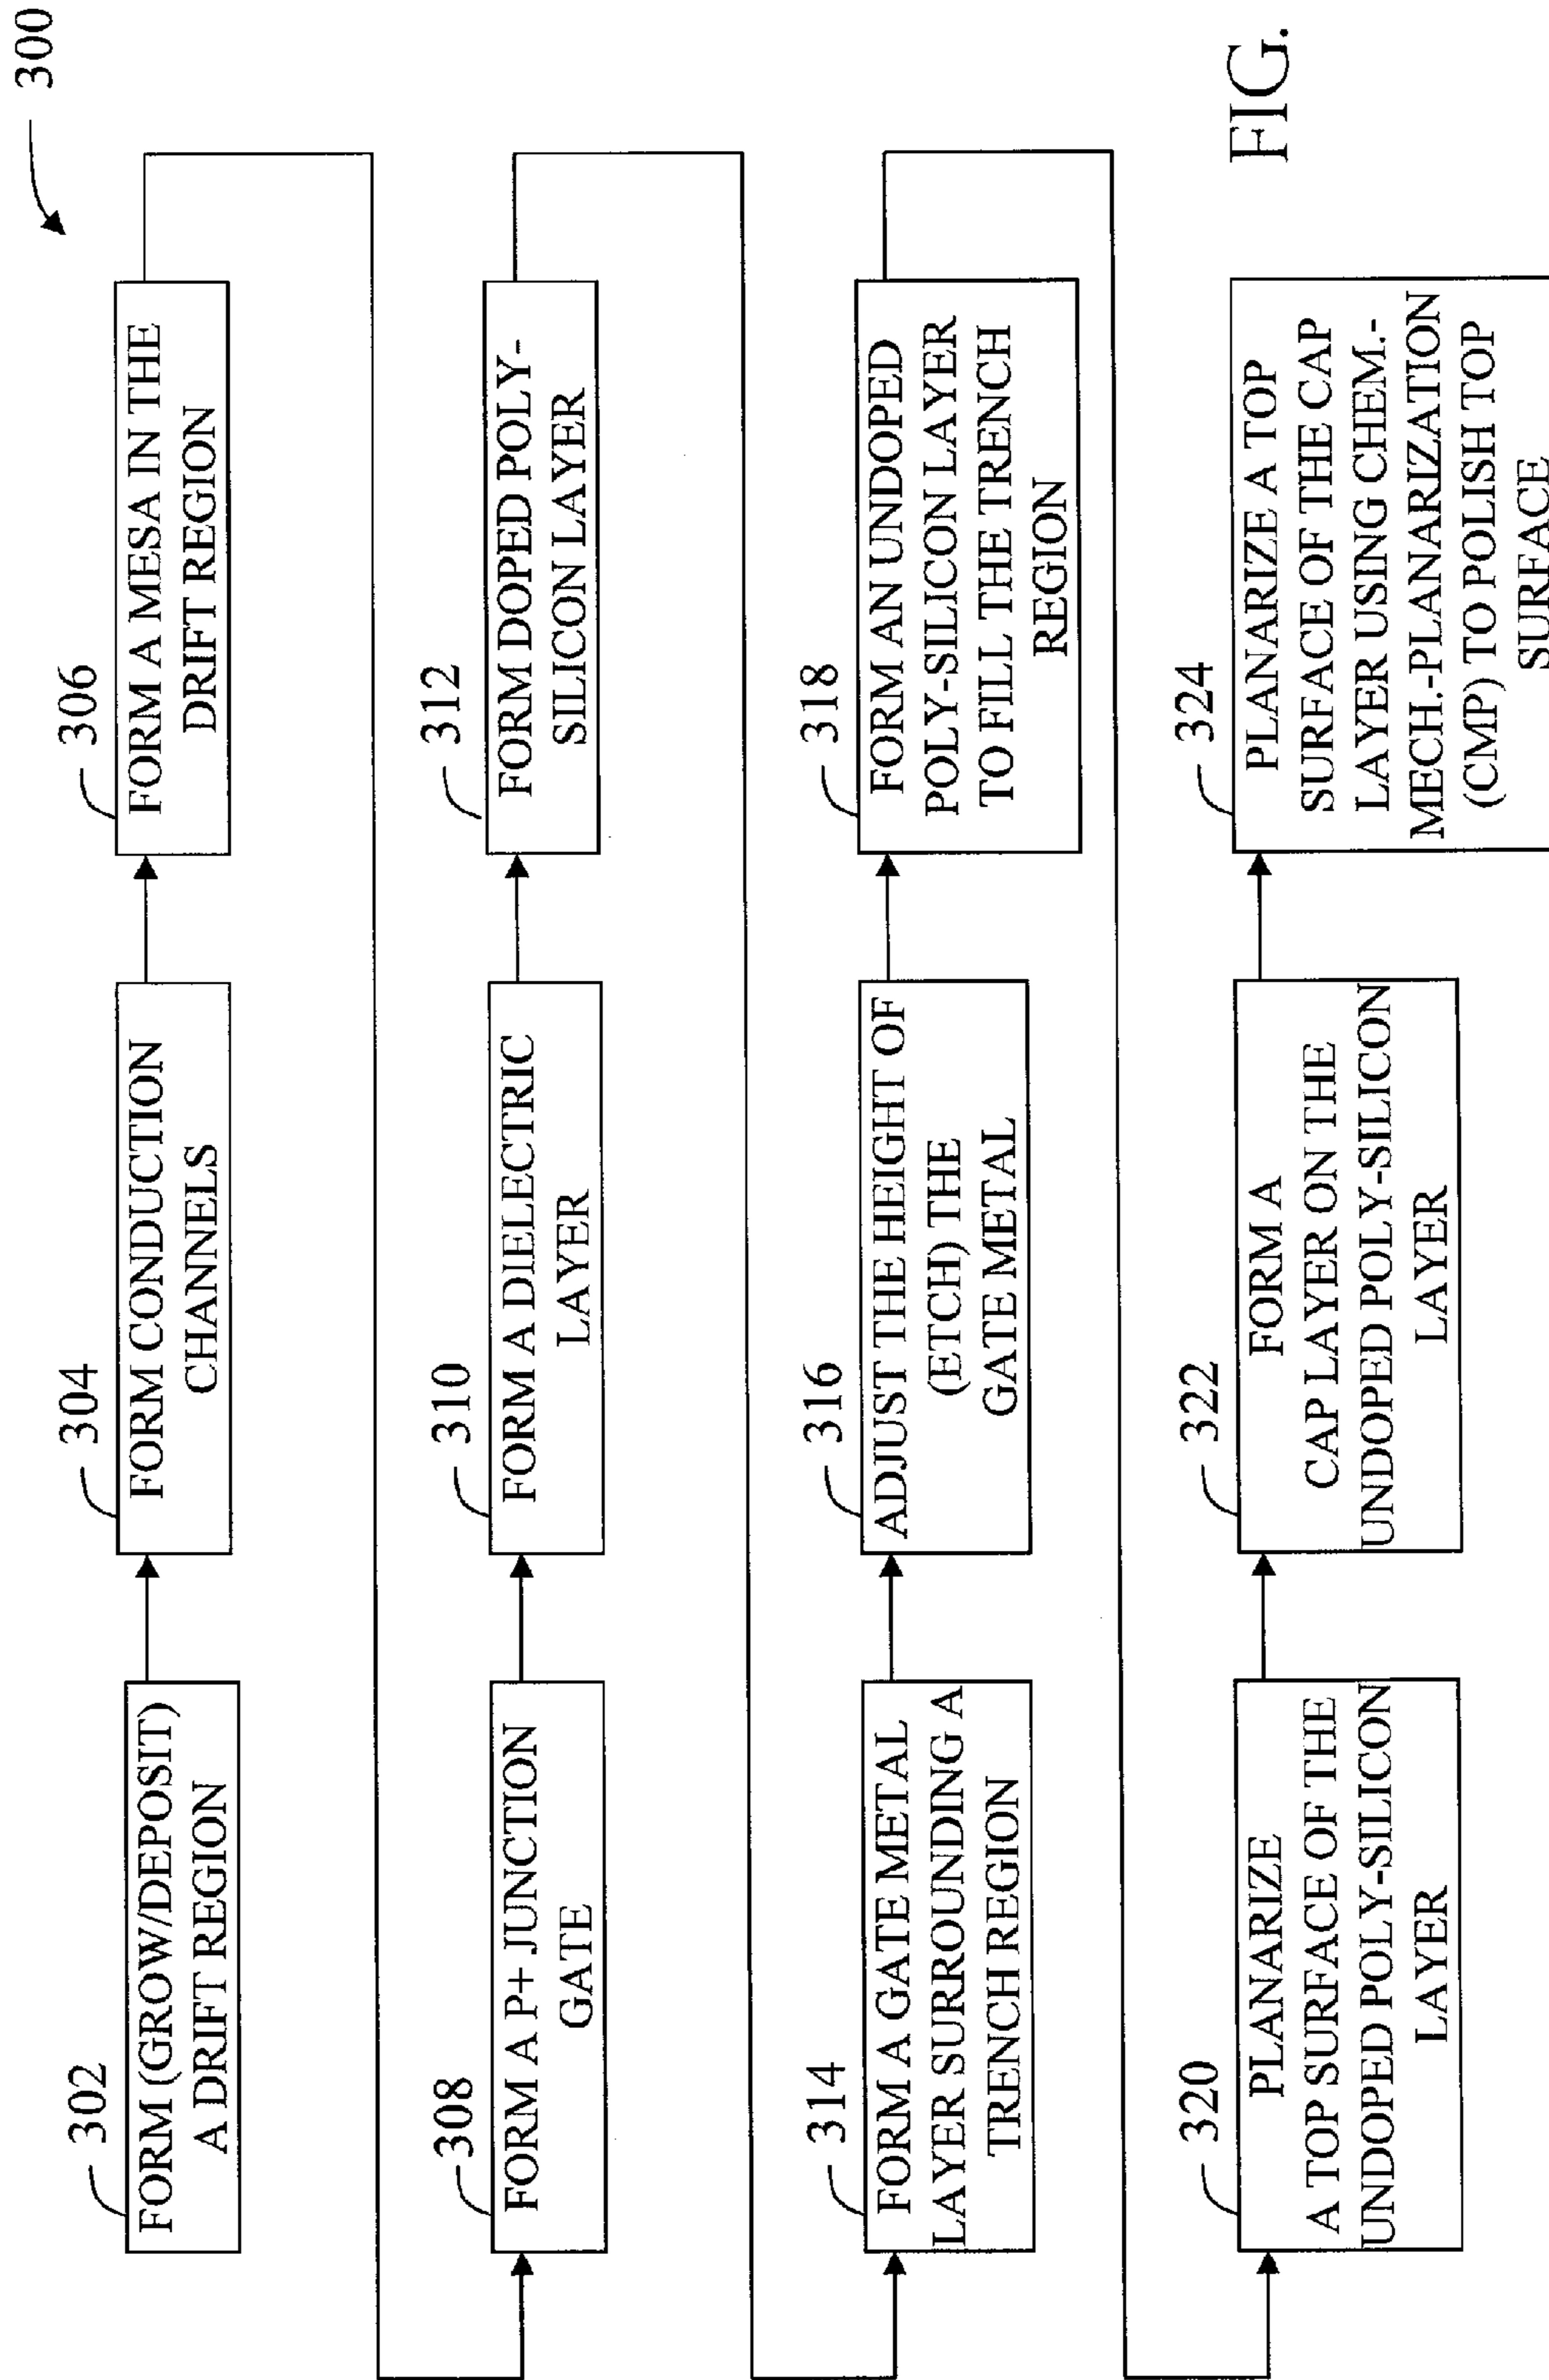 300
302
FORM (GROW/DEPOSIT)
A DRIFT REGION
304
FORM CONDUCTION
CHANNELS
306
FORM A MESA IN THE
DRIFT REGION
308
FORM A P+ JUNCTION
GATE
310
FORM A DIELECTRIC
LAYER
312
FORM DOPED POLY-
SILICON LAYER
314
FORM A GATE METAL
LAYER SURROUNDING A
TRENCH REGION
316
ADJUST THE HEIGHT OF
(ETCH) THE
GATE METAL
318
FORM AN UNDOPED
POLY-SILICON LAYER
TO FILL THE TRENCH
REGION
320
PLANARIZE
A TOP SURFACE OF THE
UNDOPED POLY-SILICON
LAYER
322
FORM A
CAP LAYER ON THE
UNDOPED POLY-SILICON
LAYER
324
PLANARIZE A TOP
SURFACE OF THE CAP
LAYER USING CHEM.-
MECH.-PLANARIZATION
(CMP) TO POLISH TOP
SURFACE
FIG.